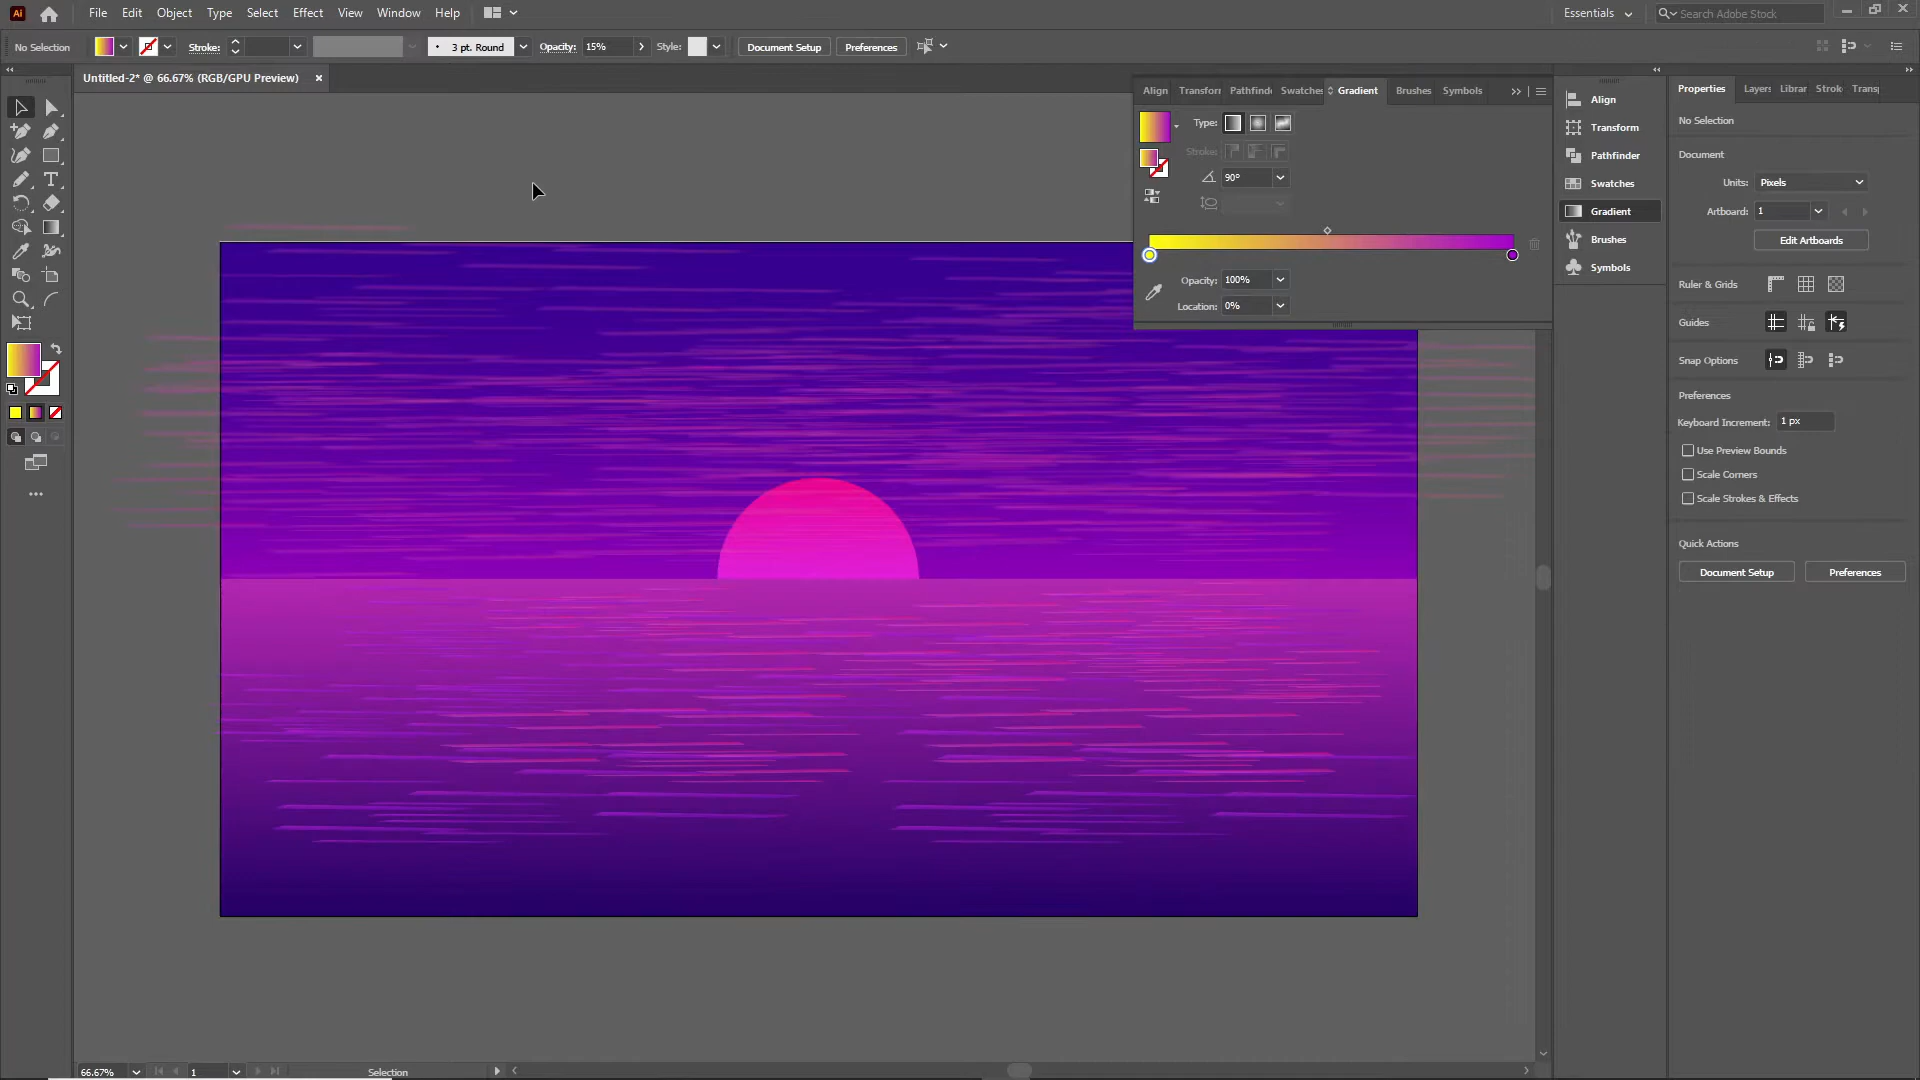 Ai File Edit Object Type Select Effect View Window Help Essentials Search Adobe Stock
No Selection Stroke: 3 pt. Round Opacity: 15% Style: Document Setup Preferences
Untitled-2* @ 66.67% (RGB/GPU Preview)
Align Transform Pathfinde Swatches Gradient Brushes Symbols
Type:
Stroke:
90°
Opacity: 100%
Location: 0%
Align
Transform
Pathfinder
Swatches
Gradient
Brushes
Symbols
Properties Layers Librar Strok Trans
No Selection
Document
Units: Pixels
Artboard: 1
Edit Artboards
Ruler & Grids
Guides
Snap Options
Preferences
Keyboard Increment: 1 px
Use Preview Bounds
Scale Corners
Scale Strokes & Effects
Quick Actions
Document Setup Preferences
66.67% 1 Selection